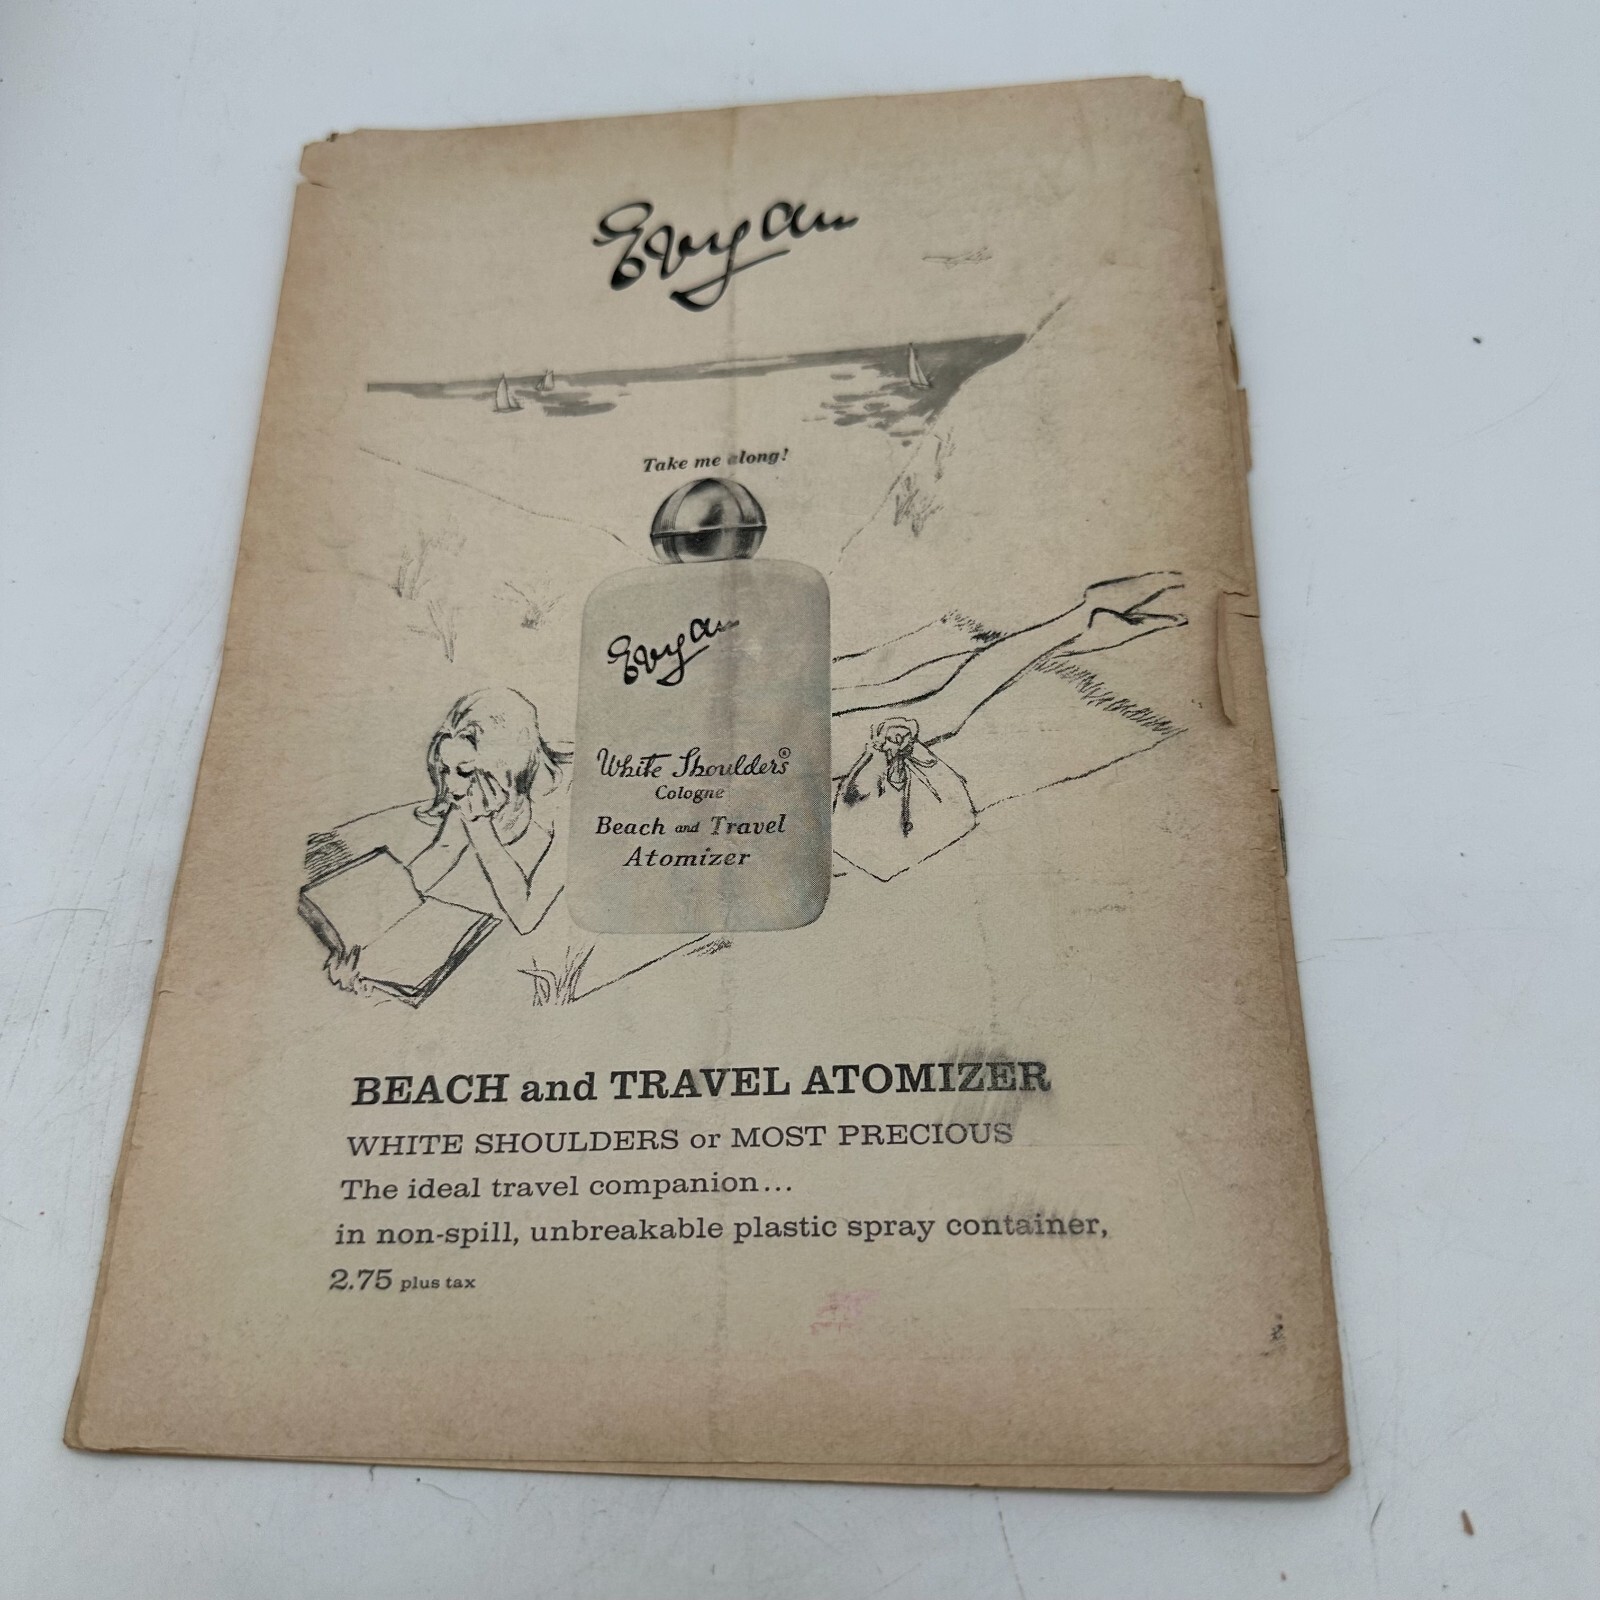 Evyan
Take me along!
Evyan
White Shoulders®
Cologne
Beach and Travel
Atomizer
BEACH and TRAVEL ATOMIZER
WHITE SHOULDERS or MOST PRECIOUS
The ideal travel companion...
in non-spill, unbreakable plastic spray container,
2.75 plus tax